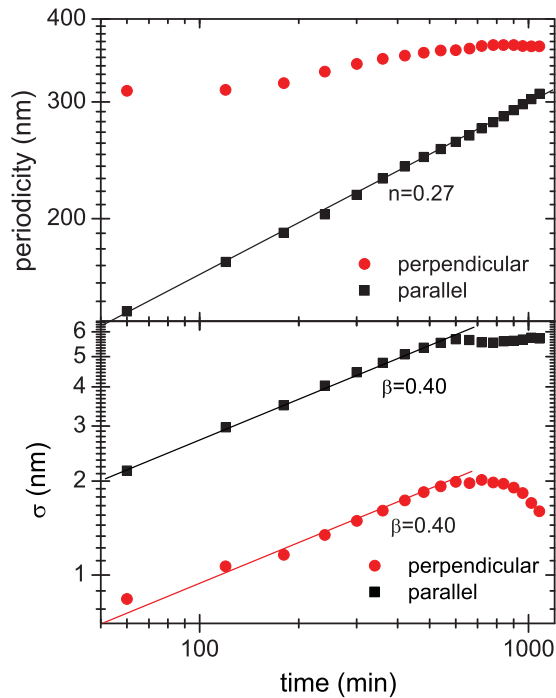 400
300
200
periodicity (nm)
n=0.27
perpendicular
parallel
6
5
4
3
2
1
σ (nm)
β=0.40
β=0.40
perpendicular
parallel
100
1000
time (min)